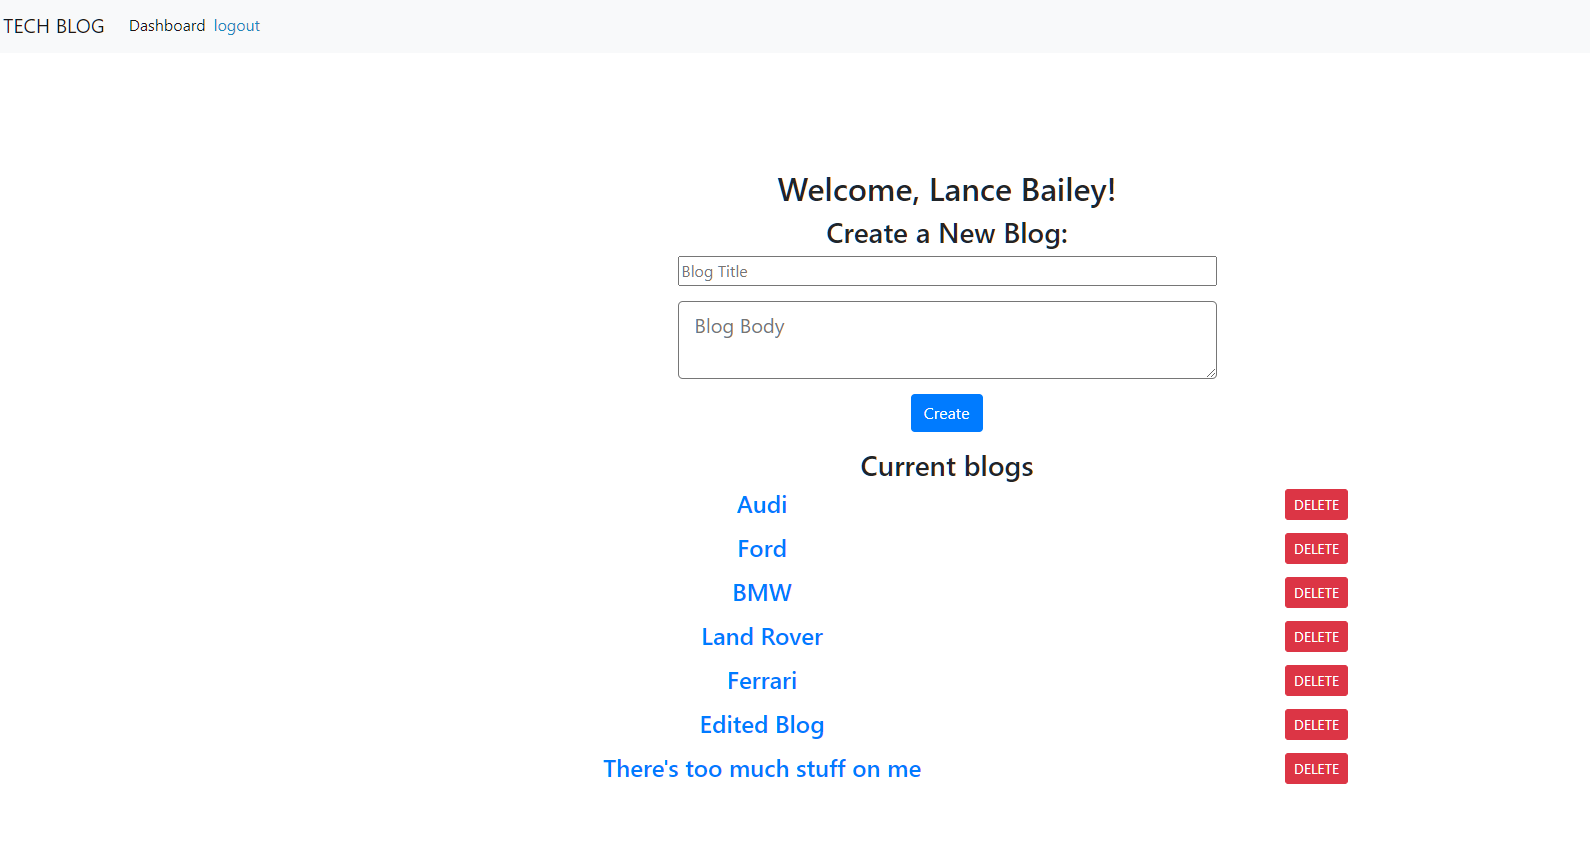 TECH BLOG Dashboard logout
Welcome, Lance Bailey!
Create a New Blog:
Blog Title
Blog Body
Create
Current blogs
Audi DELETE
Ford DELETE
BMW DELETE
Land Rover DELETE
Ferrari DELETE
Edited Blog DELETE
There's too much stuff on me DELETE